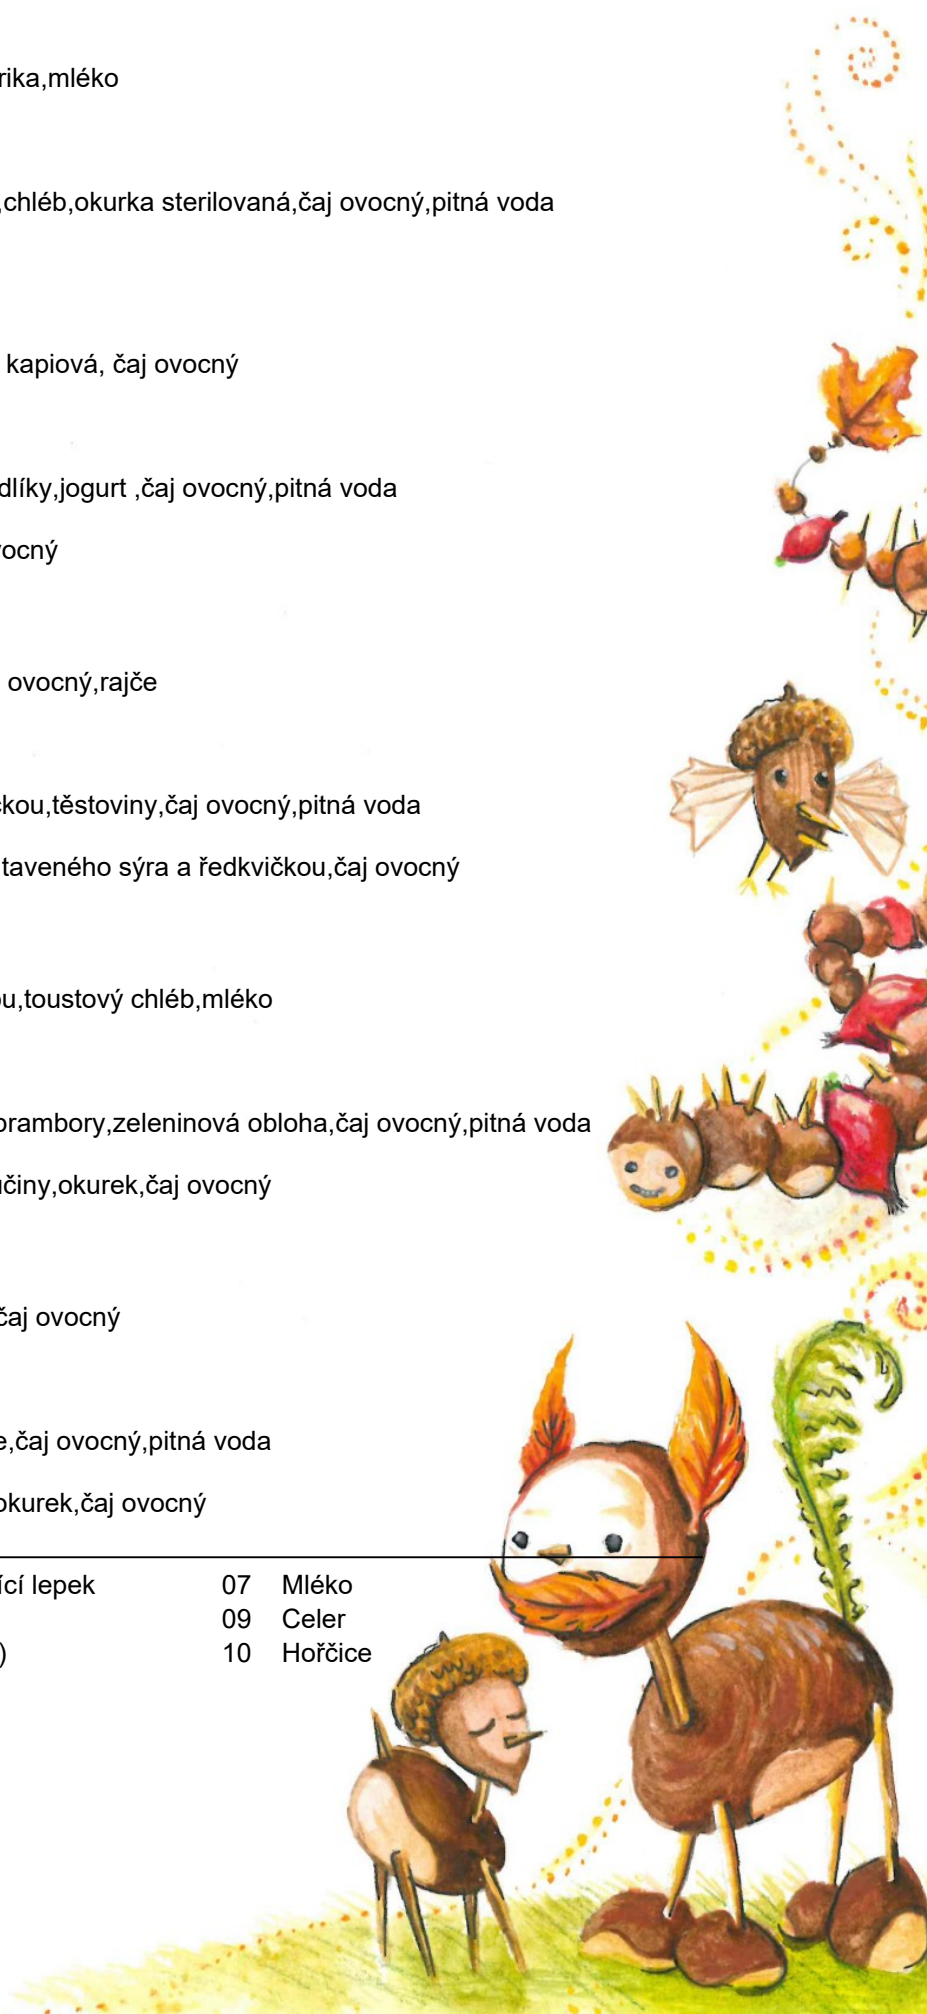 rika,mléko
,chléb,okurka sterilovaná,čaj ovocný,pitná voda
kapiová, čaj ovocný
dlíky,jogurt ,čaj ovocný,pitná voda
vocný
ovocný,rajče
čkou,těstoviny,čaj ovocný,pitná voda
taveného sýra a ředkvičkou,čaj ovocný
ou,toustový chléb,mléko
brambory,zeleninová obloha,čaj ovocný,pitná voda
učiny,okurek,čaj ovocný
čaj ovocný
e,čaj ovocný,pitná voda
okurek,čaj ovocný
ící lepek 07 Mléko
09 Celer
) 10 Hořčice